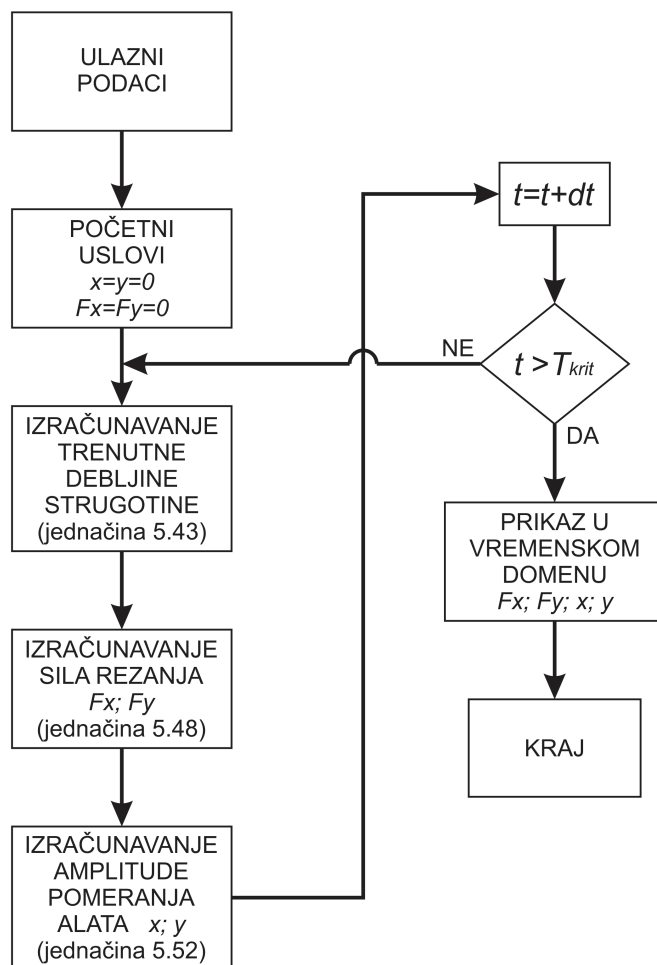 ULAZNI
PODACI
POČETNI
USLOVI
x=y=0
Fx=Fy=0
IZRAČUNAVANJE
TRENUTNE
DEBLJINE
STRUGOTINE
(jednačina 5.43)
IZRAČUNAVANJE
SILA REZANJA
Fx; Fy
(jednačina 5.48)
IZRAČUNAVANJE
AMPLITUDE
POMERANJA
ALATA x; y
(jednačina 5.52)
t=t+dt
t >Tkrit
NE
DA
PRIKAZ U
VREMENSKOM
DOMENU
Fx; Fy; x; y
KRAJ